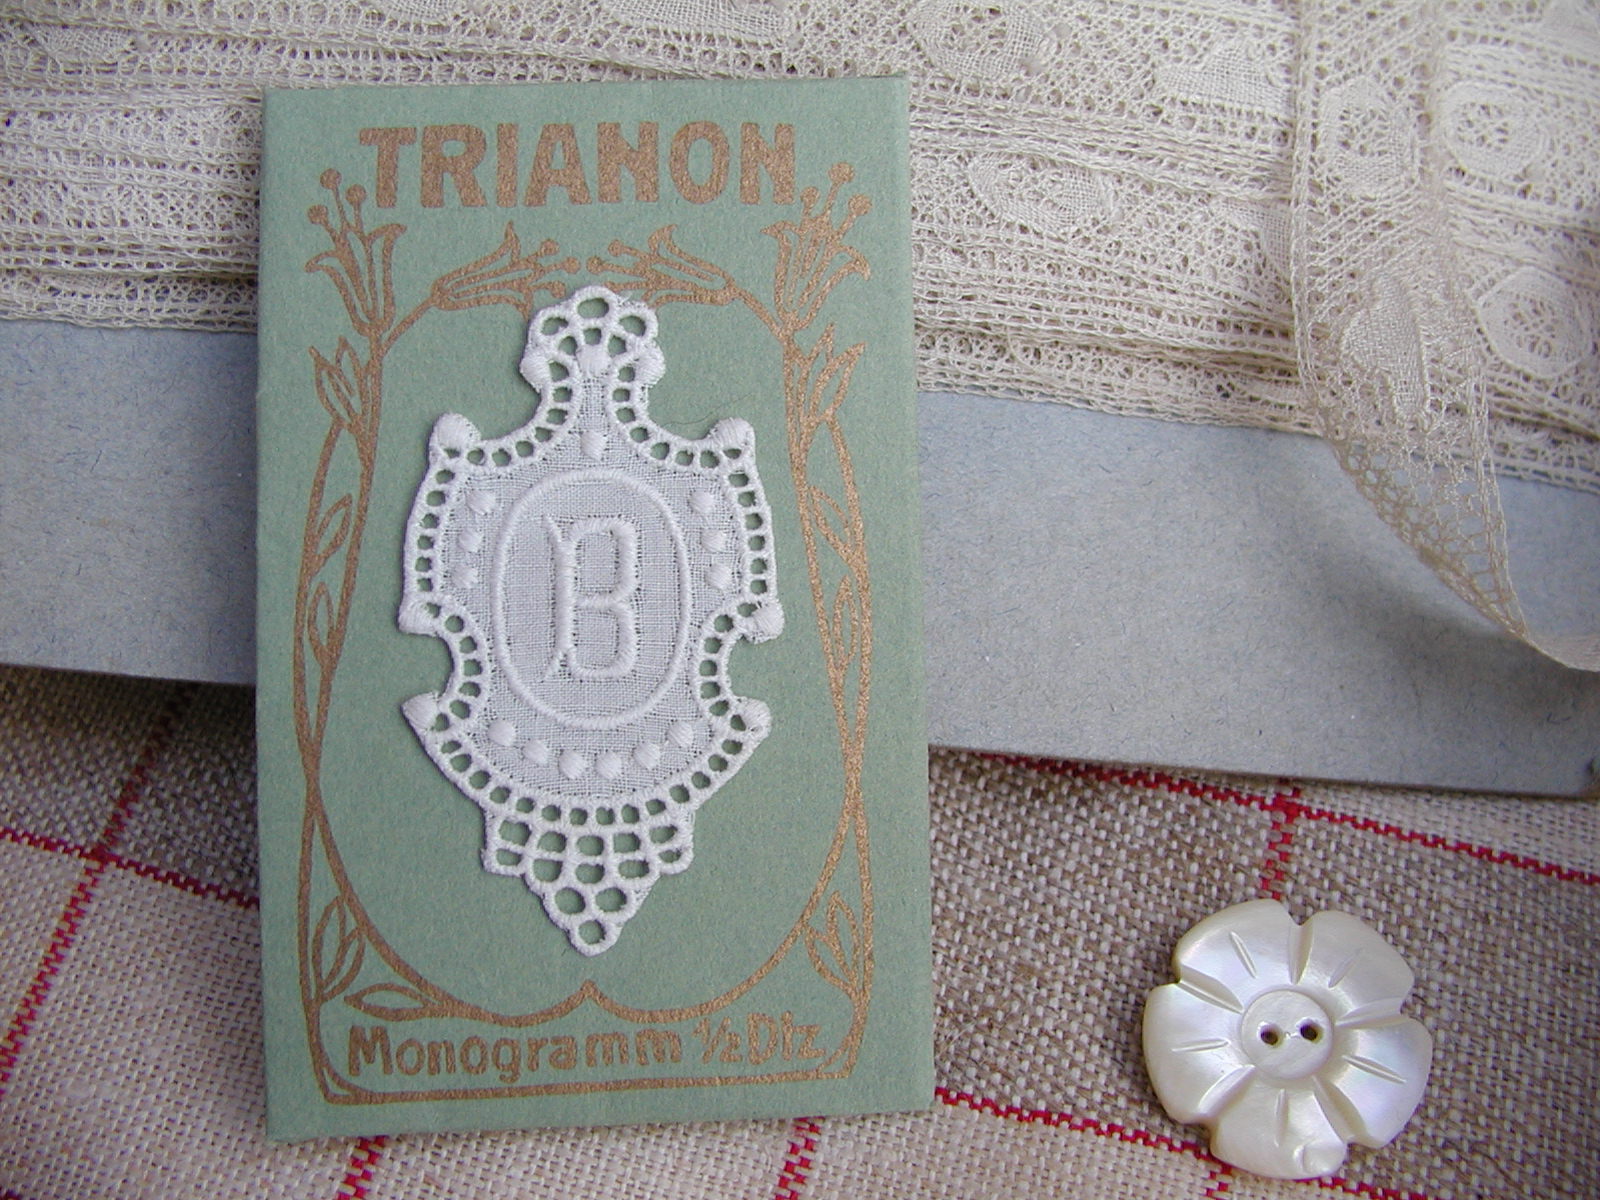 TRIANON
B
Monogramm 1/2 Dtz.